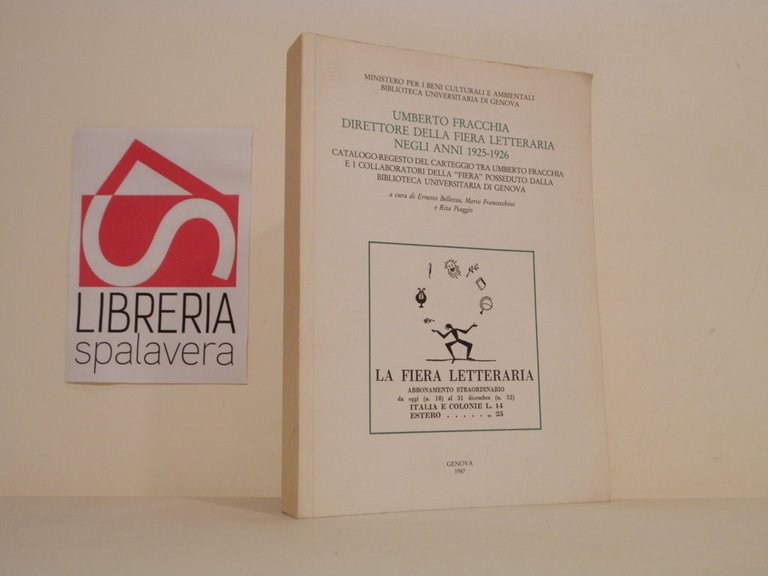 LIBRERIA
spalavera
MINISTERO PER I BENI CULTURALI E AMBIENTALI
BIBLIOTECA UNIVERSITARIA DI GENOVA
UMBERTO FRACCHIA
DIRETTORE DELLA FIERA LETTERARIA
NEGLI ANNI 1925-1926
CATALOGO-REGESTO DEL CARTEGGIO TRA UMBERTO FRACCHIA
E I COLLABORATORI DELLA "FIERA" POSSEDUTO DALLA
BIBLIOTECA UNIVERSITARIA DI GENOVA
a cura di Ernesto Bellezza, Mario Franceschini
e Rita Piaggio
LA FIERA LETTERARIA
ABBONAMENTO STRAORDINARIO
da oggi (n. 18) al 31 dicembre (n. 52)
ITALIA E COLONIE L. 14
ESTERO . . . . . „ 25
GENOVA
1987